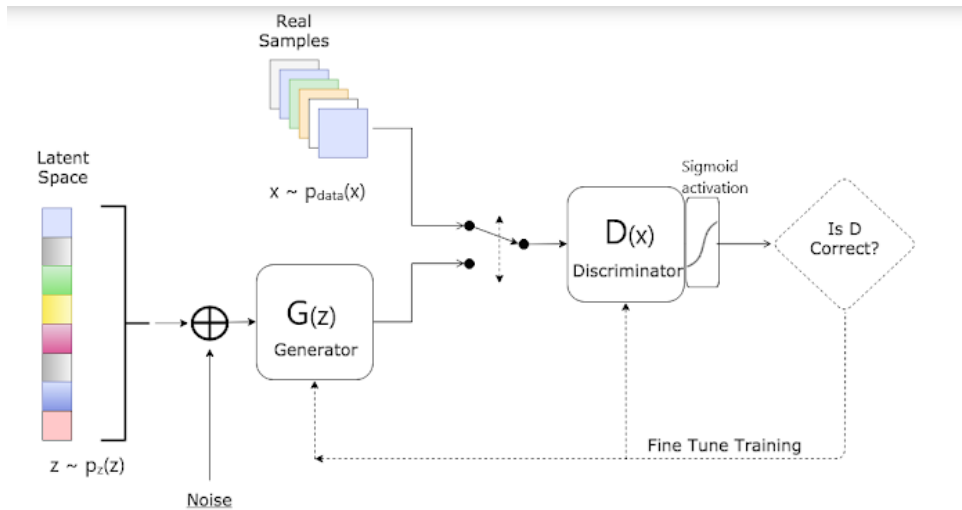 Real
Samples
Latent
Space
x ~ pdata(x)
Sigmoid
activation
D(x)
Discriminator
Is D
Correct?
G(z)
Generator
Fine Tune Training
z ~ pz(z)
Noise